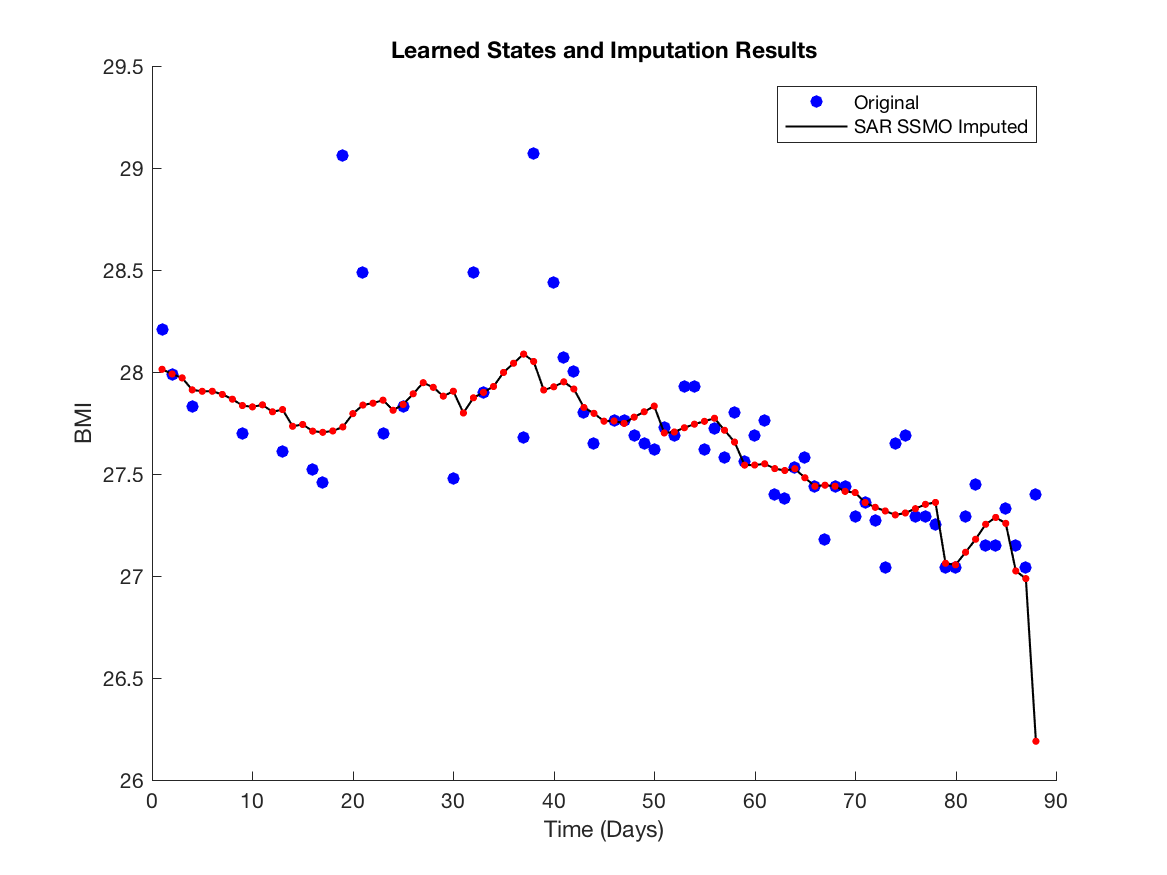 Learned States and Imputation Results
29.5
29
28.5
28
27.5
27
26.5
26
BMI
Original
SAR SSMO Imputed
0 10 20 30 40 50 60 70 80 90
Time (Days)